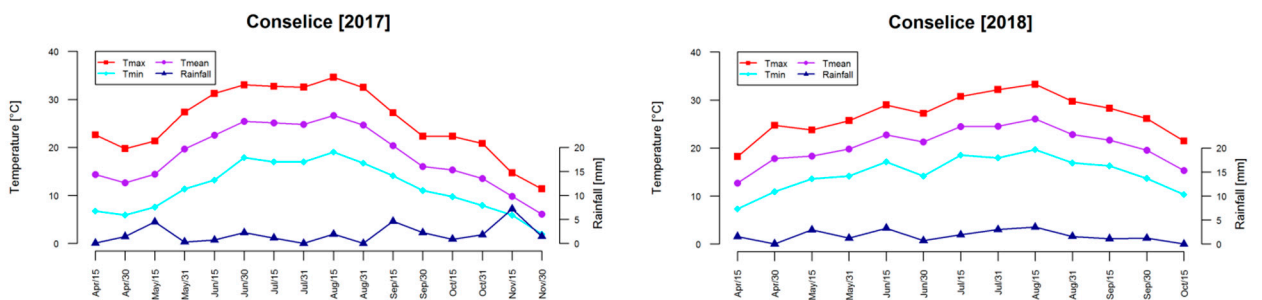 Conselice [2017]
Temperature [°C]
40
30
20
10
0
Tmax Tmean
Tmin Rainfall
20
15
10
5
0
Rainfall [mm]
Apr/15
Apr/30
May/15
May/31
Jun/15
Jun/30
Jul/15
Jul/31
Aug/15
Aug/31
Sep/15
Sep/30
Oct/15
Oct/31
Nov/15
Nov/30
Conselice [2018]
Temperature [°C]
40
30
20
10
0
Tmax Tmean
Tmin Rainfall
20
15
10
5
0
Rainfall [mm]
Apr/15
Apr/30
May/15
May/31
Jun/15
Jun/30
Jul/15
Jul/31
Aug/15
Aug/31
Sep/15
Sep/30
Oct/15